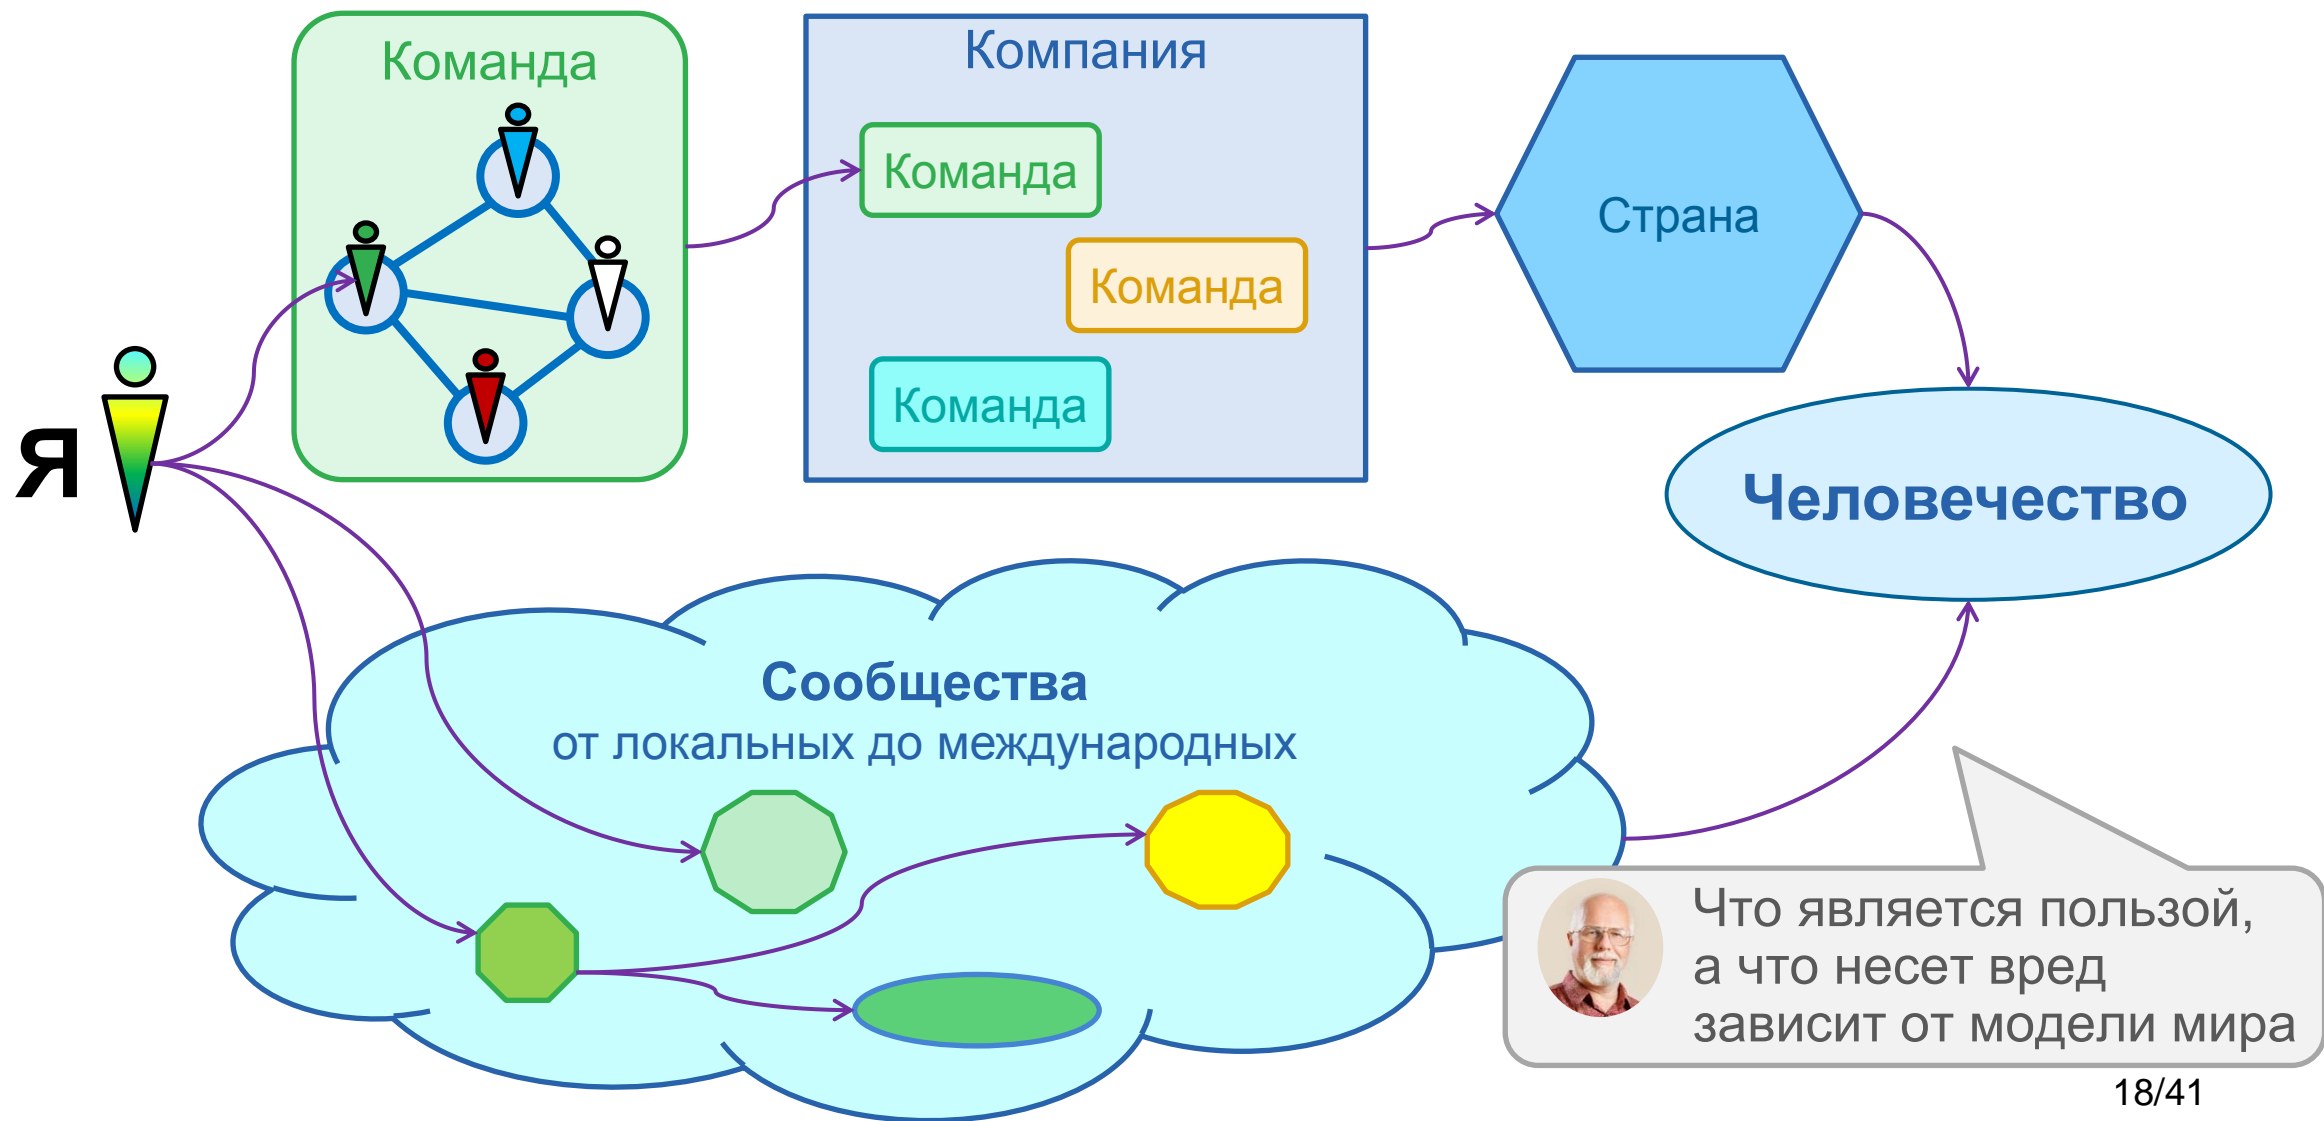 Команда
Компания
Команда
Команда
Команда
Страна
Я
Человечество
Сообщества
от локальных до международных
Что является пользой,
а что несет вред
зависит от модели мира
18/41